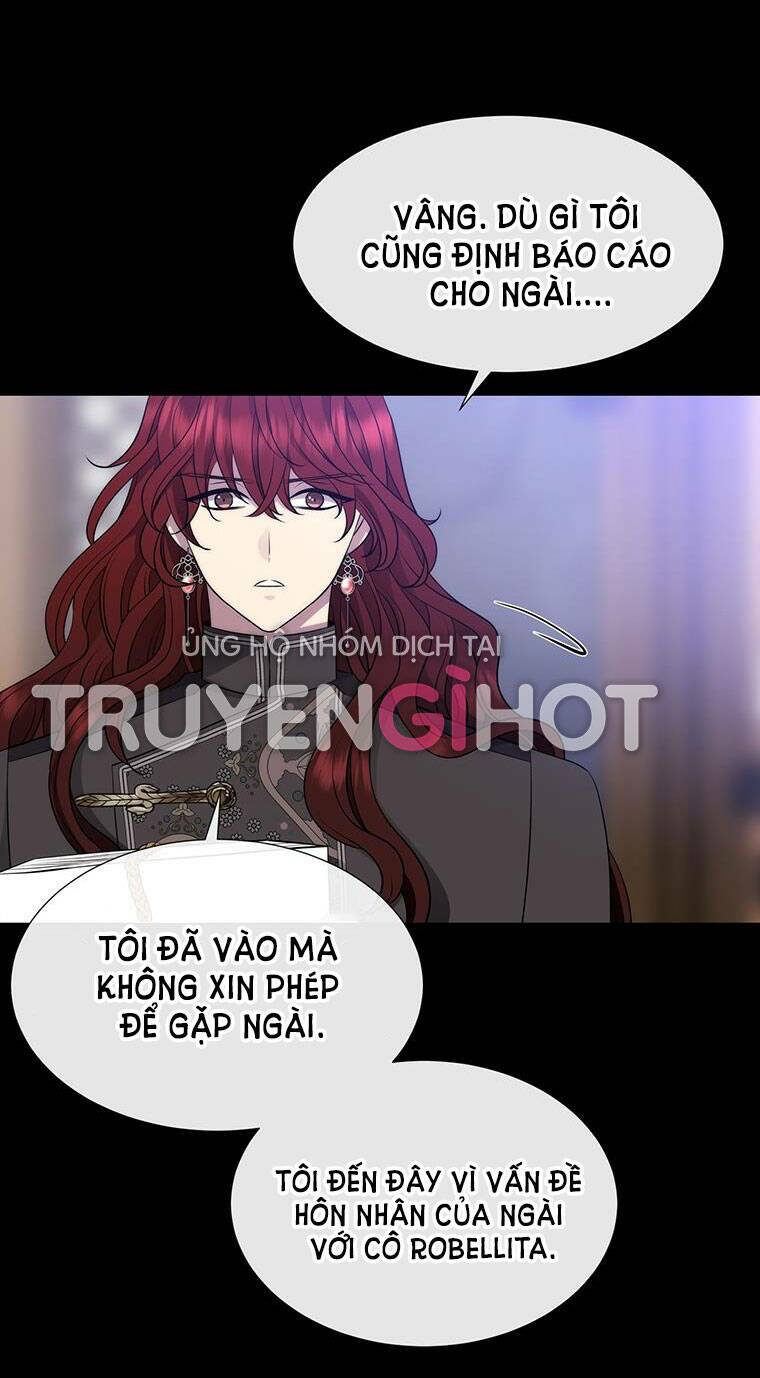 VÂNG. DÙ GÌ TÔI
CŨNG ĐỊNH BÁO CÁO
CHO NGÀI....
ỦNG HỘ NHÓM DỊCH TẠI
TRUYENGÌHOT
TÔI ĐÃ VÀO MÀ
KHÔNG XIN PHÉP
ĐỂ GẶP NGÀI.
TÔI ĐẾN ĐÂY VÌ VẤN ĐỀ
HÔN NHÂN CỦA NGÀI
VỚI CÔ ROBELLITA.